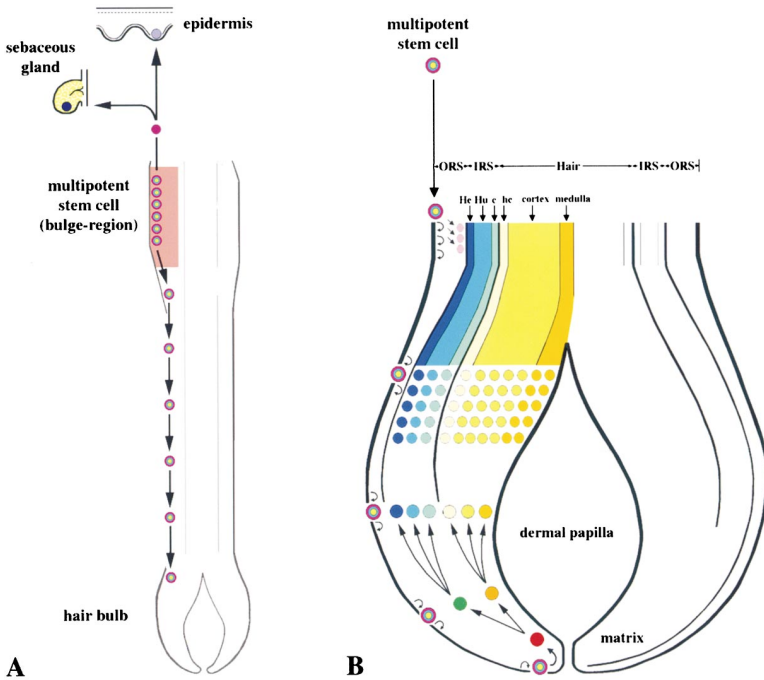 epidermis
sebaceous
gland
multipotent
stem cell
(bulge-region)
hair bulb
A
multipotent
stem cell
ORS IRS Hair IRS ORS
He Hu c hc cortex medulla
dermal papilla
matrix
B